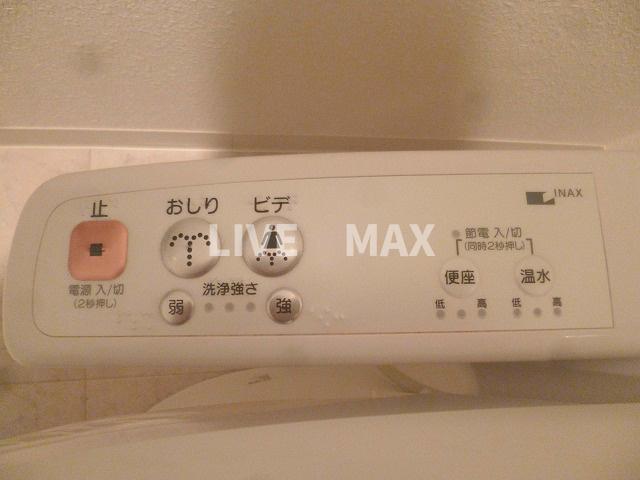 止
おしり
ビデ
INAX
LIVE MAX
電源 入/切
(2秒押し)
洗浄強さ
弱
強
節電 入/切
(同時2秒押し)
便座
温水
低 高
低 高